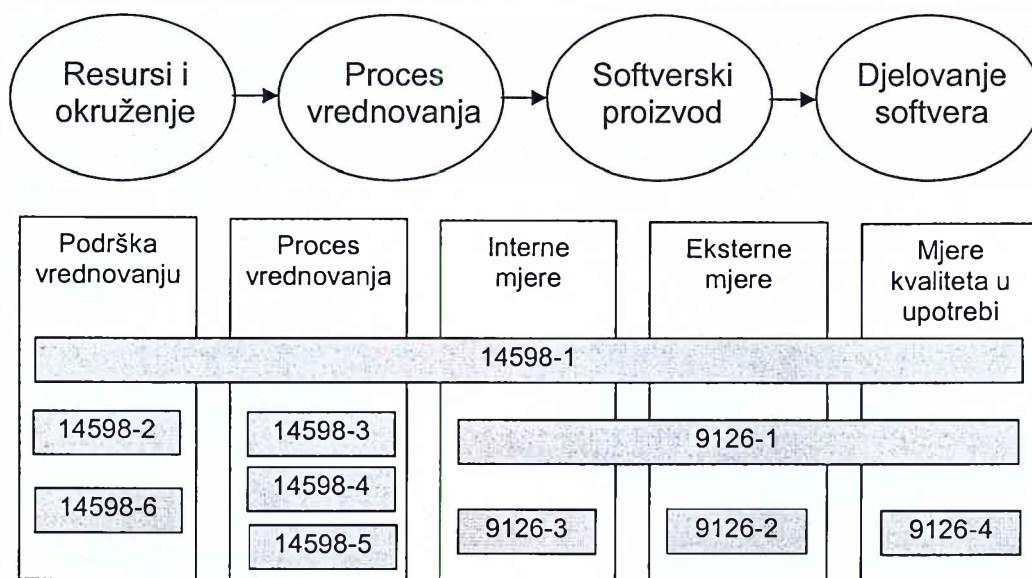 Resursi i
okruženje
Proces
vrednovanja
Softverski
proizvod
Djelovanje
softvera
Podrška
vrednovanju
Proces
vrednovanja
Interne
mjere
Eksterne
mjere
Mjere
kvaliteta u
upotrebi
14598-1
14598-2
14598-3
9126-1
14598-4
14598-6
14598-5
9126-3
9126-2
9126-4